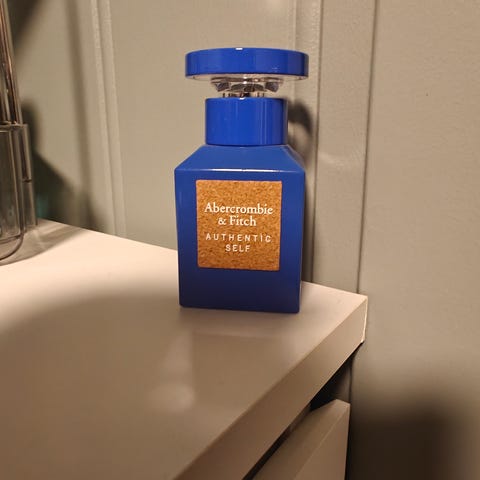 Abercrombie
& Fitch
AUTHENTIC
SELF